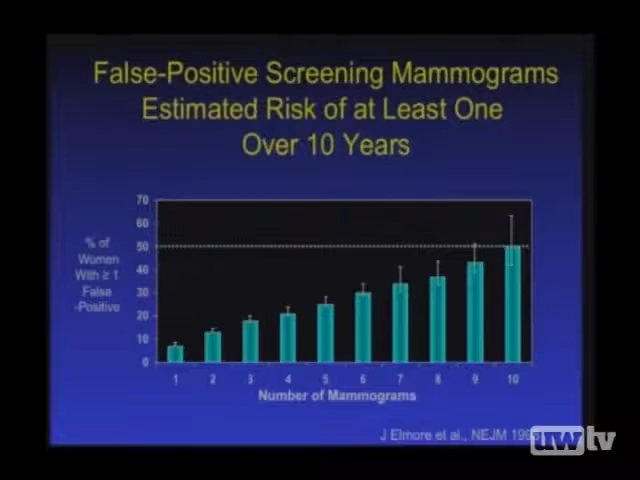 False-Positive Screening Mammograms
Estimated Risk of at Least One
Over 10 Years
70
60
50
40
30
20
10
0
% of
Women
With ≥ 1
False
-Positive
1 2 3 4 5 6 7 8 9 10
Number of Mammograms
J Elmore et al., NEJM
uwtv